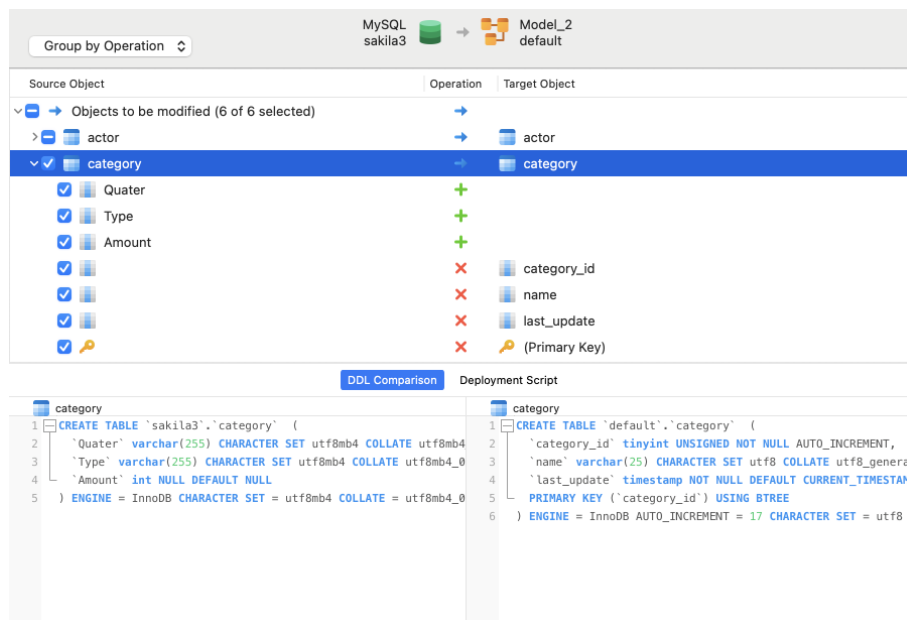 MySQL
sakila3
Model_2
default
Group by Operation
Source Object Operation Target Object
Objects to be modified (6 of 6 selected)
actor actor
category category
Quater
Type
Amount
category_id
name
last_update
(Primary Key)
DDL Comparison Deployment Script
category
1 CREATE TABLE `sakila3`.`category` (
2 `Quater` varchar(255) CHARACTER SET utf8mb4 COLLATE utf8mb4
3 `Type` varchar(255) CHARACTER SET utf8mb4 COLLATE utf8mb4_0
4 `Amount` int NULL DEFAULT NULL
5 ) ENGINE = InnoDB CHARACTER SET = utf8mb4 COLLATE = utf8mb4_0
category
1 CREATE TABLE `default`.`category` (
2 `category_id` tinyint UNSIGNED NOT NULL AUTO_INCREMENT,
3 `name` varchar(25) CHARACTER SET utf8 COLLATE utf8_genera
4 `last_update` timestamp NOT NULL DEFAULT CURRENT_TIMESTAM
5 PRIMARY KEY (`category_id`) USING BTREE
6 ) ENGINE = InnoDB AUTO_INCREMENT = 17 CHARACTER SET = utf8